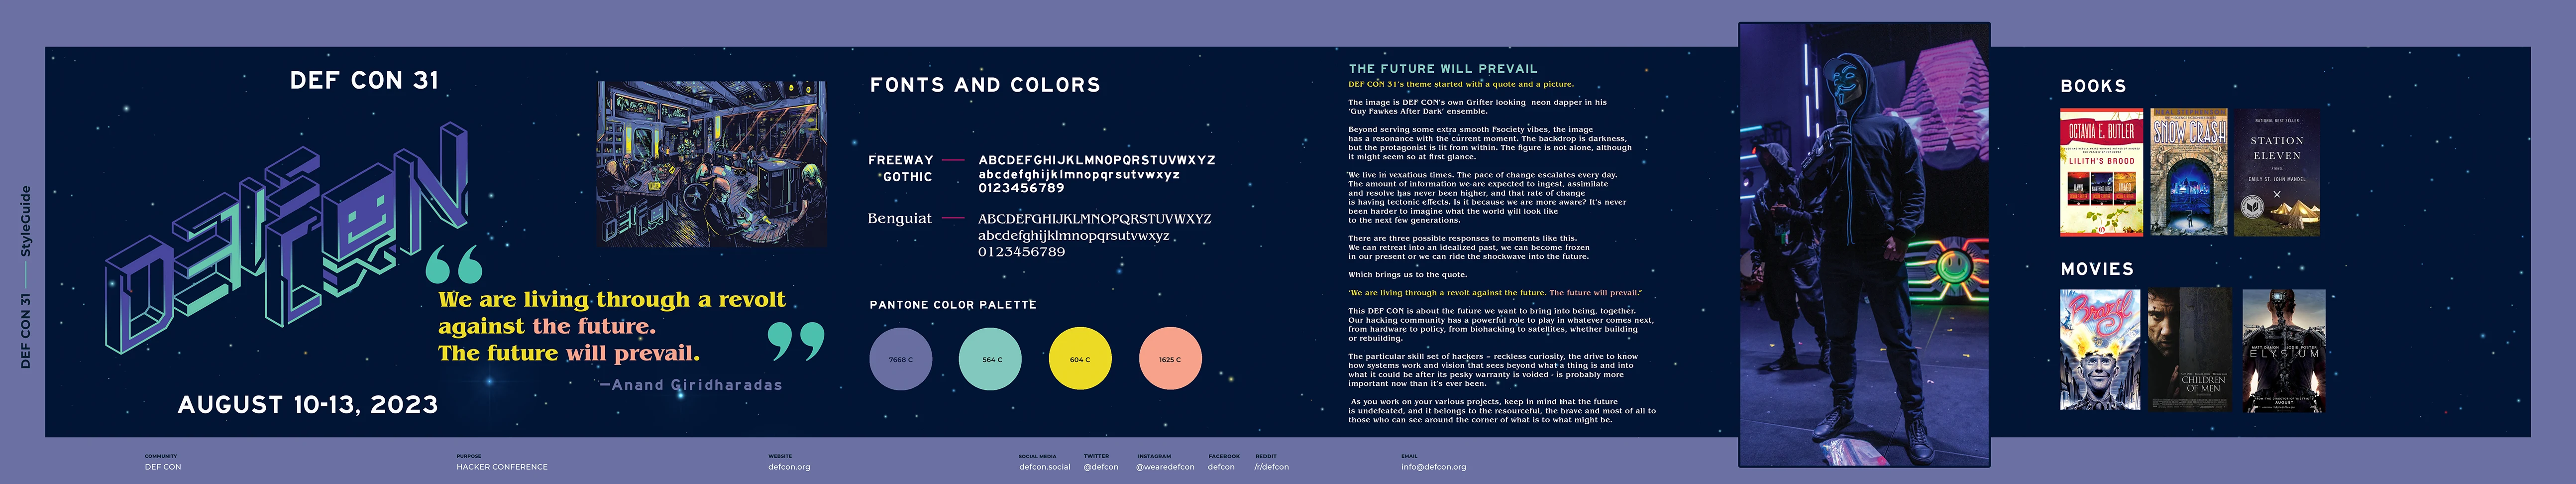 DEF CON 31 — StyleGuide
DEF CON 31
DEF CON
“
We are living through a revolt
against the future.
The future will prevail.
”
—Anand Giridharadas
AUGUST 10-13, 2023
FONTS AND COLORS
FREEWAY
GOTHIC
ABCDEFGHIJKLMNOPQRSTUVWXYZ
abcdefghijklmnopqrsutvwxyz
0123456789
Benguiat
ABCDEFGHIJKLMNOPQRSTUVWXYZ
abcdefghijklmnopqrsutvwxyz
0123456789
PANTONE COLOR PALETTE
7668 C
564 C
604 C
1625 C
THE FUTURE WILL PREVAIL
DEF CON 31's theme started with a quote and a picture.
The image is DEF CON's own Grifter looking neon dapper in his
'Guy Fawkes After Dark' ensemble.
Beyond serving some extra smooth Fsociety vibes, the image
has a resonance with the current moment. The backdrop is darkness,
but the protagonist is lit from within. The figure is not alone, although
it might seem so at first glance.
We live in vexatious times. The pace of change escalates every day.
The amount of information we are expected to ingest, assimilate
and resolve has never been higher, and that rate of change
is having tectonic effects. Is it because we are more aware? It's never
been harder to imagine what the world will look like
to the next few generations.
There are three possible responses to moments like this.
We can retreat into an idealized past, we can become frozen
in our present or we can ride the shockwave into the future.
Which brings us to the quote.
'We are living through a revolt against the future. The future will prevail."
This DEF CON is about the future we want to bring into being, together.
Our hacking community has a powerful role to play in whatever comes next,
from hardware to policy, from biohacking to satellites, whether building
or rebuilding.
The particular skill set of hackers – reckless curiosity, the drive to know
how systems work and vision that sees beyond what a thing is and into
what it could be after its pesky warranty is voided - is probably more
important now than it's ever been.
As you work on your various projects, keep in mind that the future
is undefeated, and it belongs to the resourceful, the brave and most of all to
those who can see around the corner of what is to what might be.
BOOKS
OCTAVIA E. BUTLER
LILITH'S BROOD
SNOW CRASH
NATIONAL BEST SELLER
STATION
ELEVEN
A NOVEL
EMILY ST. JOHN MANDEL
MOVIES
Brazil
CHILDREN
OF MEN
MATT DAMON JODIE FOSTER
ELYSIUM
COMMUNITY
DEF CON
PURPOSE
HACKER CONFERENCE
WEBSITE
defcon.org
SOCIAL MEDIA
defcon.social
TWITTER
@defcon
INSTAGRAM
@wearedefcon
FACEBOOK
defcon
REDDIT
/r/defcon
EMAIL
info@defcon.org